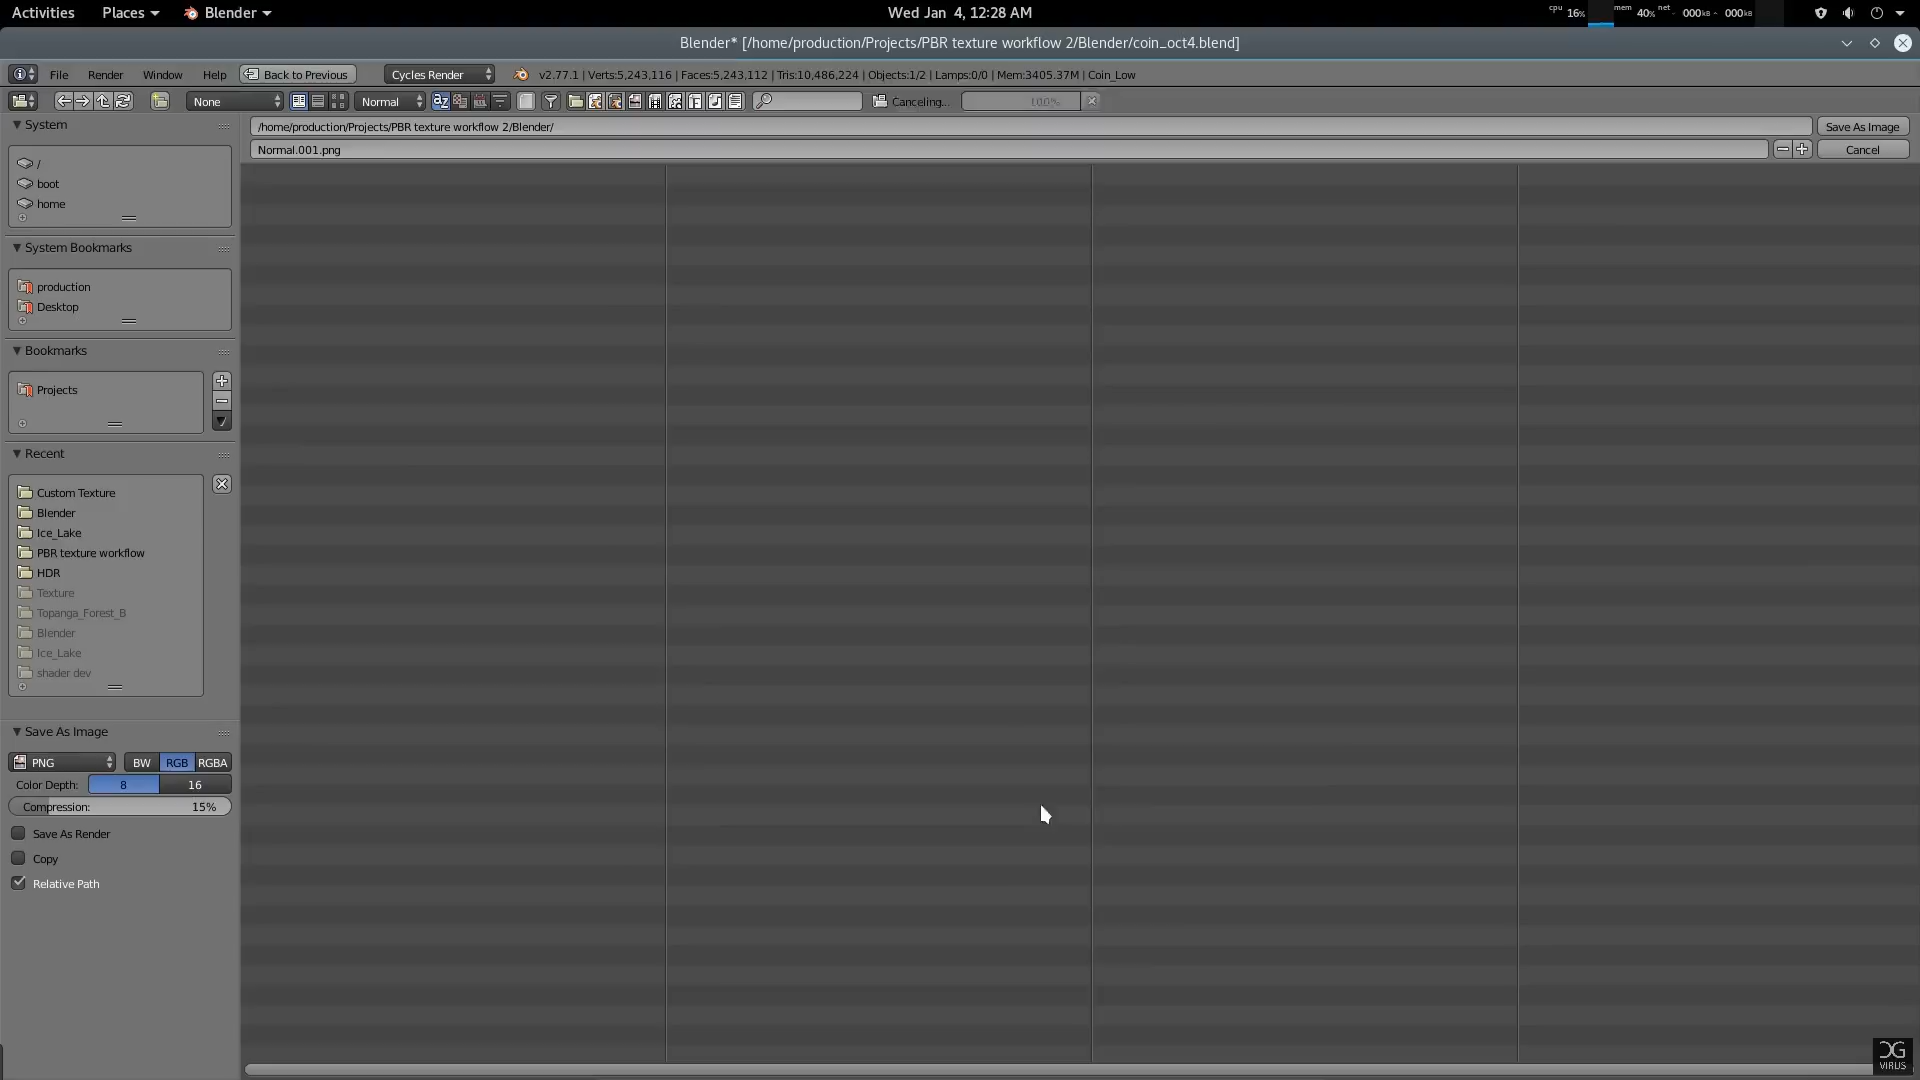 Activities Places Blender Wed Jan 4, 12:28 AM cpu 16% mem 40% net 000kB 000kB
Blender* [/home/production/Projects/PBR texture workflow 2/Blender/coin_oct4.blend]
File Render Window Help Back to Previous Cycles Render v2.77.1 | Verts:5,243,116 | Faces:5,243,112 | Tris:10,486,224 | Objects:1/2 | Lamps:0/0 | Mem:3405.37M | Coin_Low
None Normal Canceling... 100%
System
/home/production/Projects/PBR texture workflow 2/Blender/ Save As Image
Normal.001.png Cancel
/
boot
home
System Bookmarks
production
Desktop
Bookmarks
Projects
Recent
Custom Texture
Blender
Ice_Lake
PBR texture workflow
HDR
Texture
Topanga_Forest_B
Blender
Ice_Lake
shader dev
Save As Image
PNG BW RGB RGBA
Color Depth: 8 16
Compression: 15%
Save As Render
Copy
Relative Path
CG
VIRUS